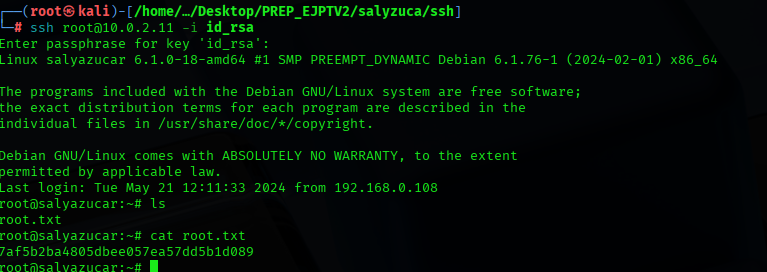 ┌──(root㉿kali)-[/home/…/Desktop/PREP_EJPTV2/salyzuca/ssh]
└─# ssh root@10.0.2.11 -i id_rsa
Enter passphrase for key 'id_rsa':
Linux salyazucar 6.1.0-18-amd64 #1 SMP PREEMPT_DYNAMIC Debian 6.1.76-1 (2024-02-01) x86_64

The programs included with the Debian GNU/Linux system are free software;
the exact distribution terms for each program are described in the
individual files in /usr/share/doc/*/copyright.

Debian GNU/Linux comes with ABSOLUTELY NO WARRANTY, to the extent
permitted by applicable law.
Last login: Tue May 21 12:11:33 2024 from 192.168.0.108
root@salyazucar:~# ls
root.txt
root@salyazucar:~# cat root.txt
7af5b2ba4805dbee057ea57dd5b1d089
root@salyazucar:~#